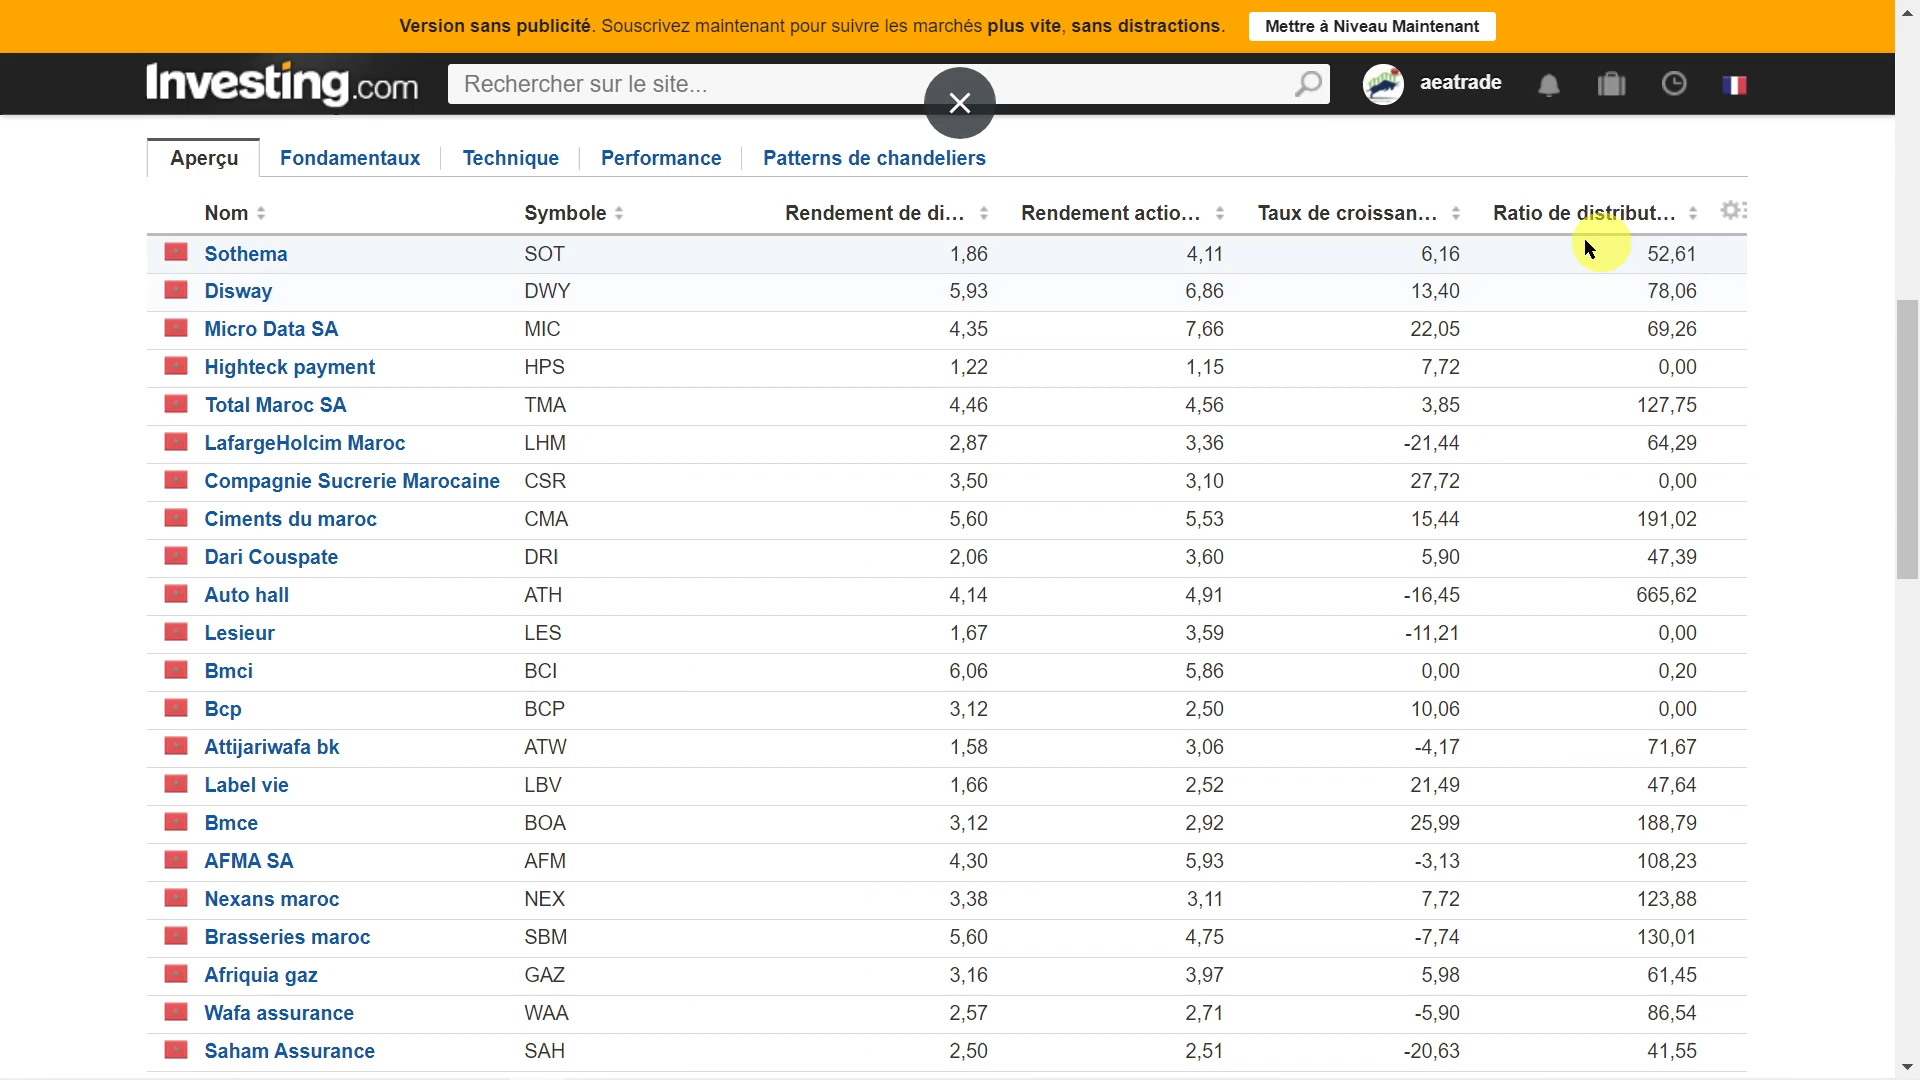 Version sans publicité. Souscrivez maintenant pour suivre les marchés plus vite, sans distractions. Mettre à Niveau Maintenant
Investing.com Rechercher sur le site... aeatrade
Aperçu Fondamentaux Technique Performance Patterns de chandeliers
Nom Symbole Rendement de di... Rendement actio... Taux de croissan... Ratio de distribut...
Sothema SOT 1,86 4,11 6,16 52,61
Disway DWY 5,93 6,86 13,40 78,06
Micro Data SA MIC 4,35 7,66 22,05 69,26
Highteck payment HPS 1,22 1,15 7,72 0,00
Total Maroc SA TMA 4,46 4,56 3,85 127,75
LafargeHolcim Maroc LHM 2,87 3,36 -21,44 64,29
Compagnie Sucrerie Marocaine CSR 3,50 3,10 27,72 0,00
Ciments du maroc CMA 5,60 5,53 15,44 191,02
Dari Couspate DRI 2,06 3,60 5,90 47,39
Auto hall ATH 4,14 4,91 -16,45 665,62
Lesieur LES 1,67 3,59 -11,21 0,00
Bmci BCI 6,06 5,86 0,00 0,20
Bcp BCP 3,12 2,50 10,06 0,00
Attijariwafa bk ATW 1,58 3,06 -4,17 71,67
Label vie LBV 1,66 2,52 21,49 47,64
Bmce BOA 3,12 2,92 25,99 188,79
AFMA SA AFM 4,30 5,93 -3,13 108,23
Nexans maroc NEX 3,38 3,11 7,72 123,88
Brasseries maroc SBM 5,60 4,75 -7,74 130,01
Afriquia gaz GAZ 3,16 3,97 5,98 61,45
Wafa assurance WAA 2,57 2,71 -5,90 86,54
Saham Assurance SAH 2,50 2,51 -20,63 41,55